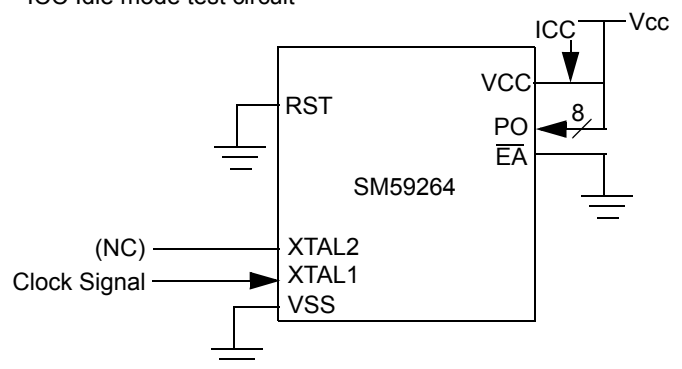 ICC Idle mode test circuit
ICC
Vcc
VCC
RST
8
PO
EA
SM59264
(NC)
XTAL2
Clock Signal
XTAL1
VSS